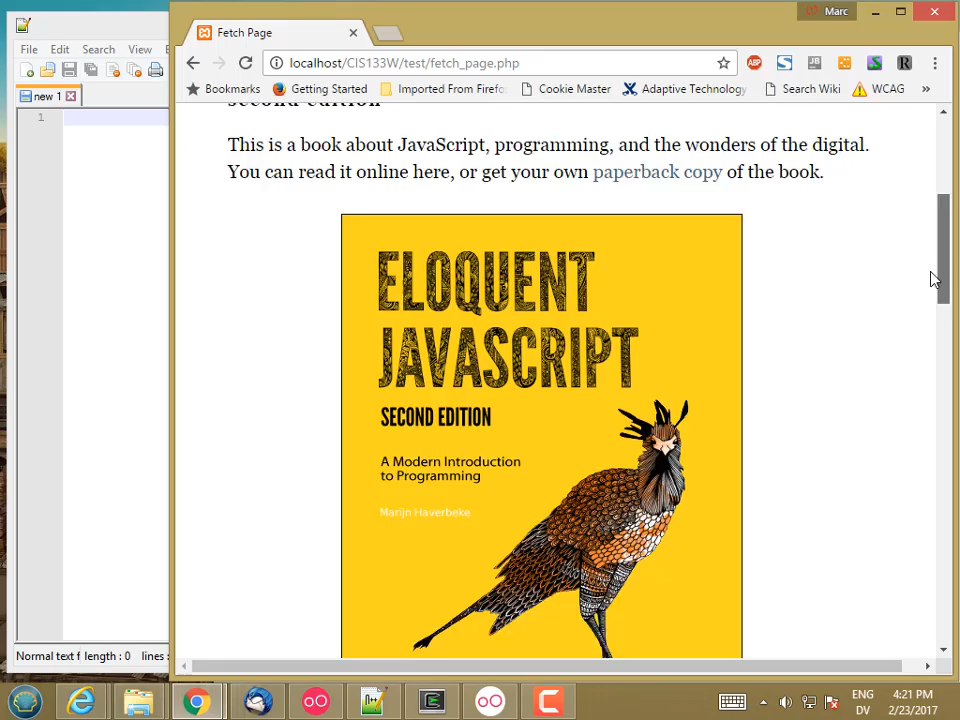 Marc
Fetch Page
File Edit Search View
localhost/CIS133W/test/fetch_page.php
ABP S JB S R
Bookmarks Getting Started Imported From Firefo Cookie Master Adaptive Technology Search Wiki WCAG »
new 1
1
second edition
This is a book about JavaScript, programming, and the wonders of the digital.
You can read it online here, or get your own paperback copy of the book.
ELOQUENT
JAVASCRIPT
SECOND EDITION
A Modern Introduction
to Programming
Marijn Haverbeke
Normal text f length : 0 lines :
ENG 4:21 PM
DV 2/23/2017